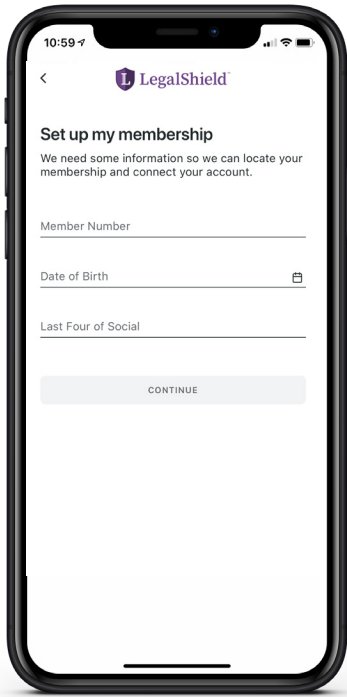 10:59
LegalShield
Set up my membership
We need some information so we can locate your
membership and connect your account.
Member Number
Date of Birth
Last Four of Social
CONTINUE